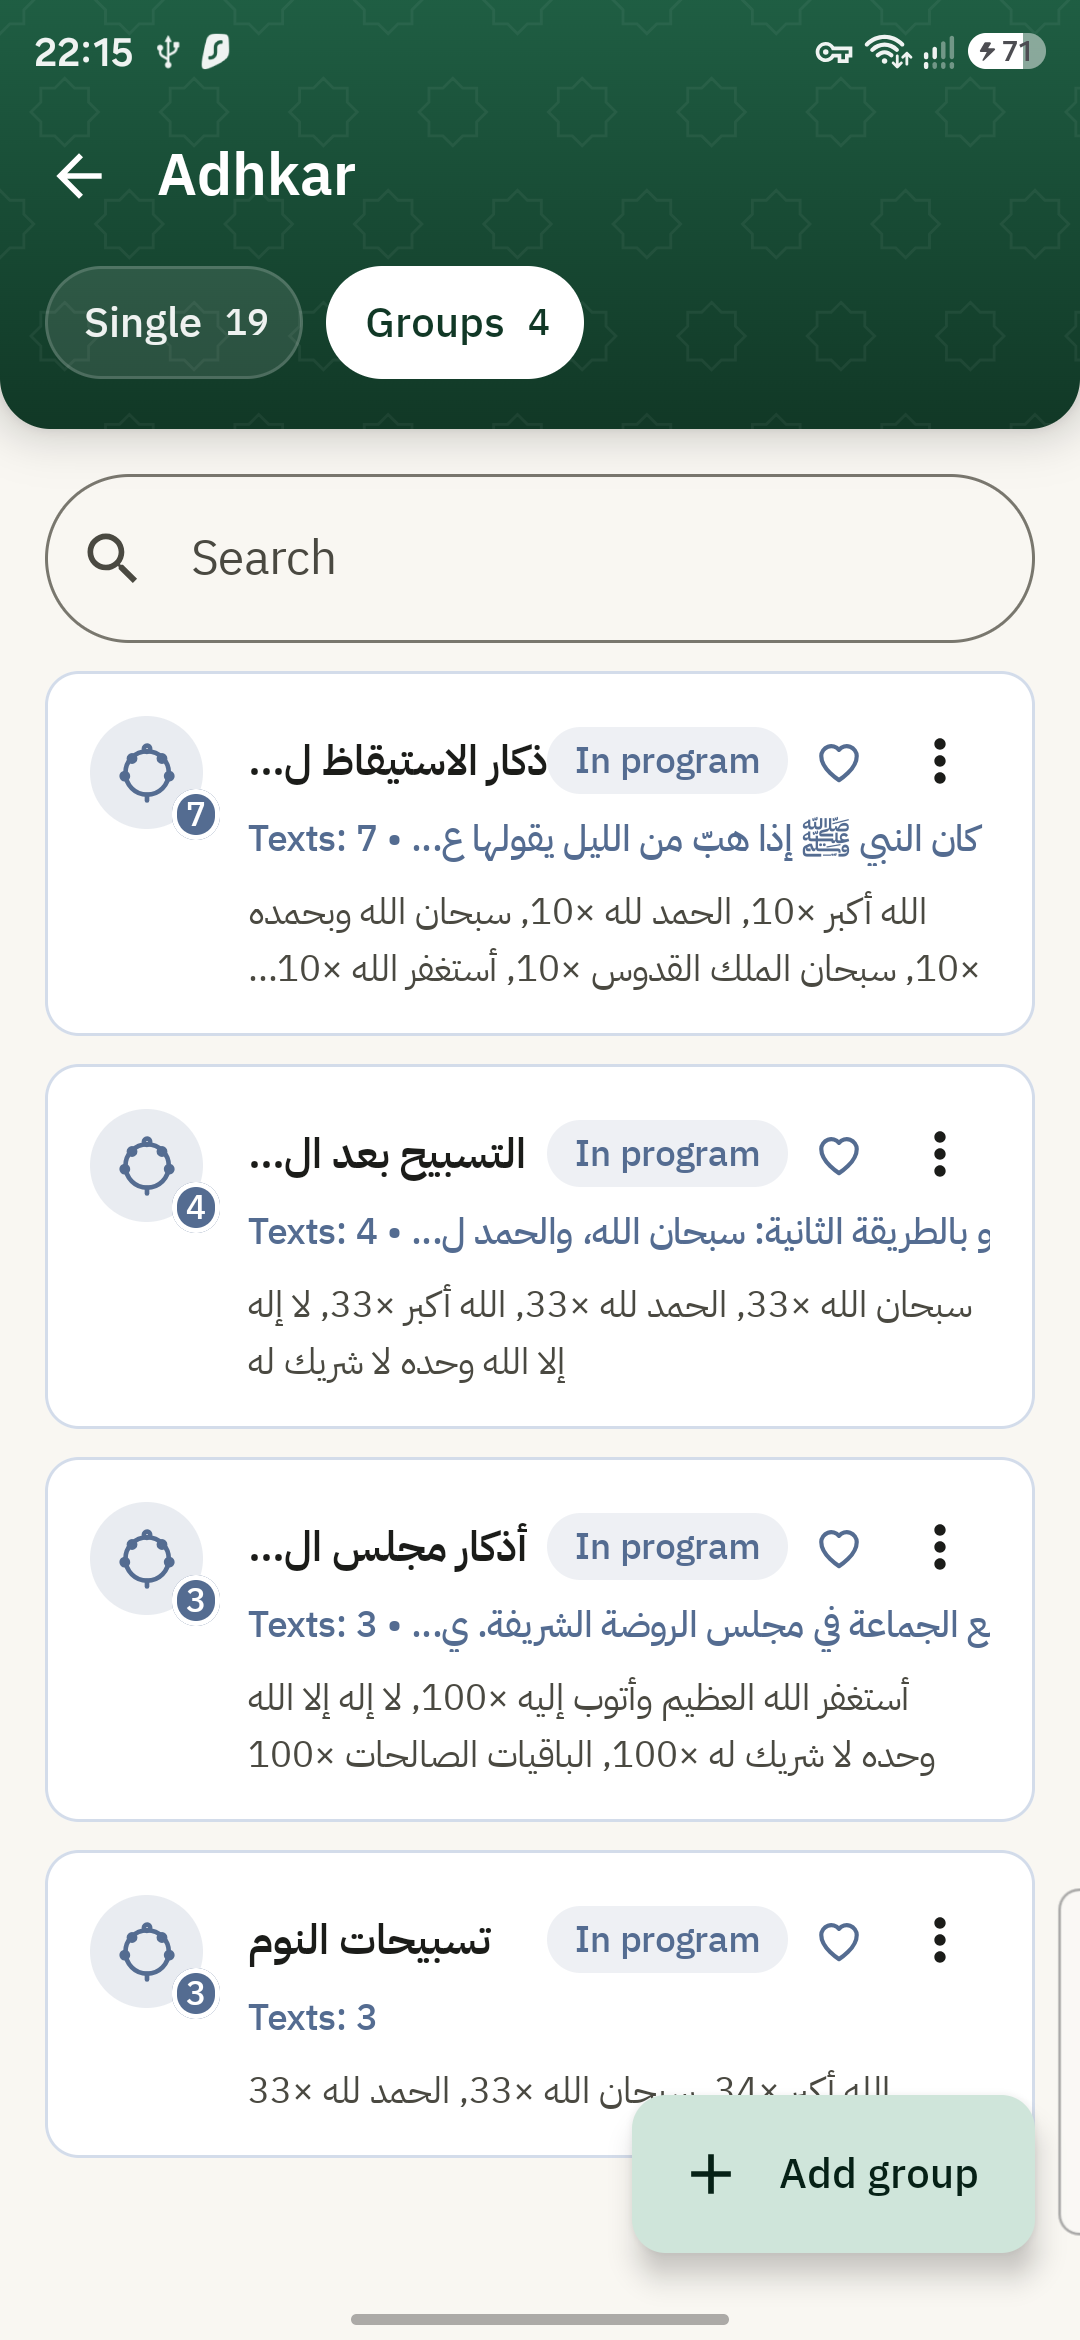 22:15
71
Adhkar
Single 19
Groups 4
Search
ذكار الاستيقاظ ل...
In program
7
Texts: 7 • كان النبي ﷺ إذا هبّ من الليل يقولها ع...
الله أكبر ×10, الحمد لله ×10, سبحان الله وبحمده
×10, سبحان الملك القدوس ×10, أستغفر الله ×10...
التسبيح بعد ال...
In program
4
Texts: 4 • و بالطريقة الثانية: سبحان الله، والحمد ل...
سبحان الله ×33, الحمد لله ×33, الله أكبر ×33, لا إله
إلا الله وحده لا شريك له
أذكار مجلس ال...
In program
3
Texts: 3 • ع الجماعة في مجلس الروضة الشريفة. ي...
أستغفر الله العظيم وأتوب إليه ×100, لا إله إلا الله
وحده لا شريك له ×100, الباقيات الصالحات ×100
تسبيحات النوم
In program
3
Texts: 3
الله أكبر ×34, سبحان الله ×33, الحمد لله ×33
Add group